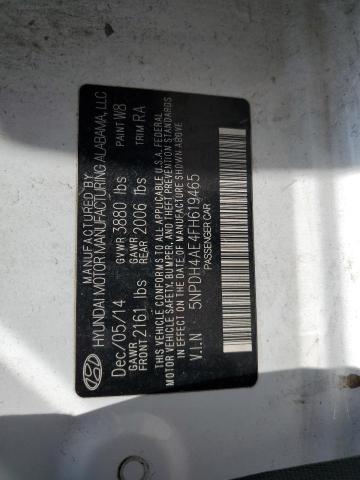 MANUFACTURED BY
HYUNDAI MOTOR MANUFACTURING ALABAMA, LLC
Dec/05/14 GVWR 3880 lbs PAINT W8
GAWR FRONT 2161 lbs GAWR REAR 2006 lbs TRIM RA
THIS VEHICLE CONFORMS TO ALL APPLICABLE U.S.A. FEDERAL
MOTOR VEHICLE SAFETY, BUMPER, AND THEFT PREVENTION STANDARDS
IN EFFECT ON THE DATE OF MANUFACTURE SHOWN ABOVE.
V.I.N 5NPDH4AE4FH619465
PASSENGER CAR